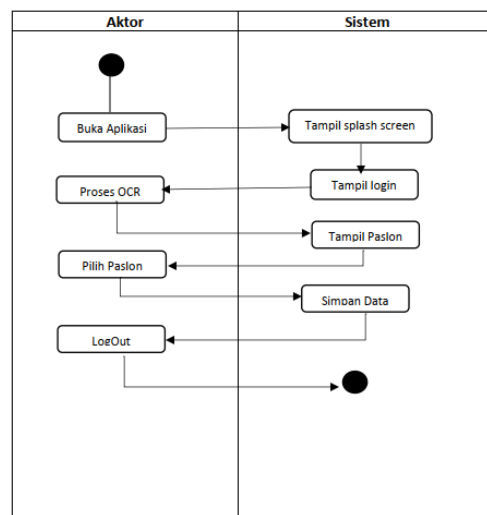 Aktor
Sistem
Buka Aplikasi
Tampil splash screen
Tampil login
Proses OCR
Tampil Paslon
Pilih Paslon
Simpan Data
LogOut